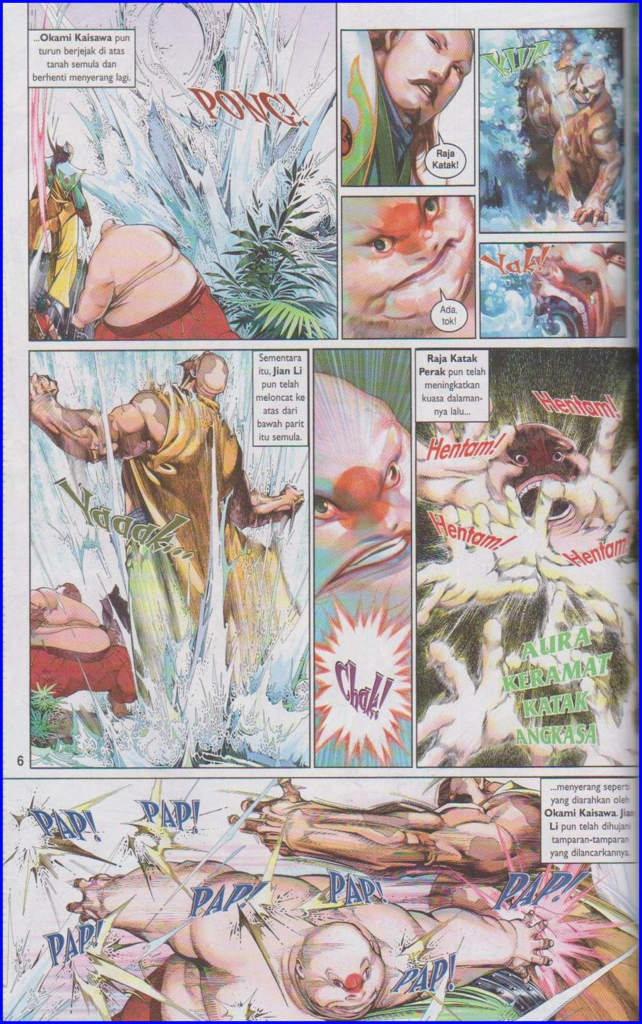 ...Okami Kaisawa pun
turun berjejak di atas
tanah semula dan
berhenti menyerang lagi.
PONG!
Raja
Katak!
Ada,
tok!
Yak!
Sementara
itu, Jian Li
pun telah
meloncat ke
atas dari
bawah parit
itu semula.
Yaaak...
Chak!
Raja Katak
Perak pun telah
meningkatkan
kuasa dalaman-
nya lalu...
Hentam!
Hentam!
Hentam!
Hentam!
AURA
KERAMAT
KATAK
ANGKASA
6
...menyerang seperti
yang diarahkan oleh
Okami Kaisawa. Jian
Li pun telah dihujani
tamparan-tamparan
yang dilancarkannya.
PAP!
PAP!
PAP!
PAP!
PAP!
PAP!
PAP!